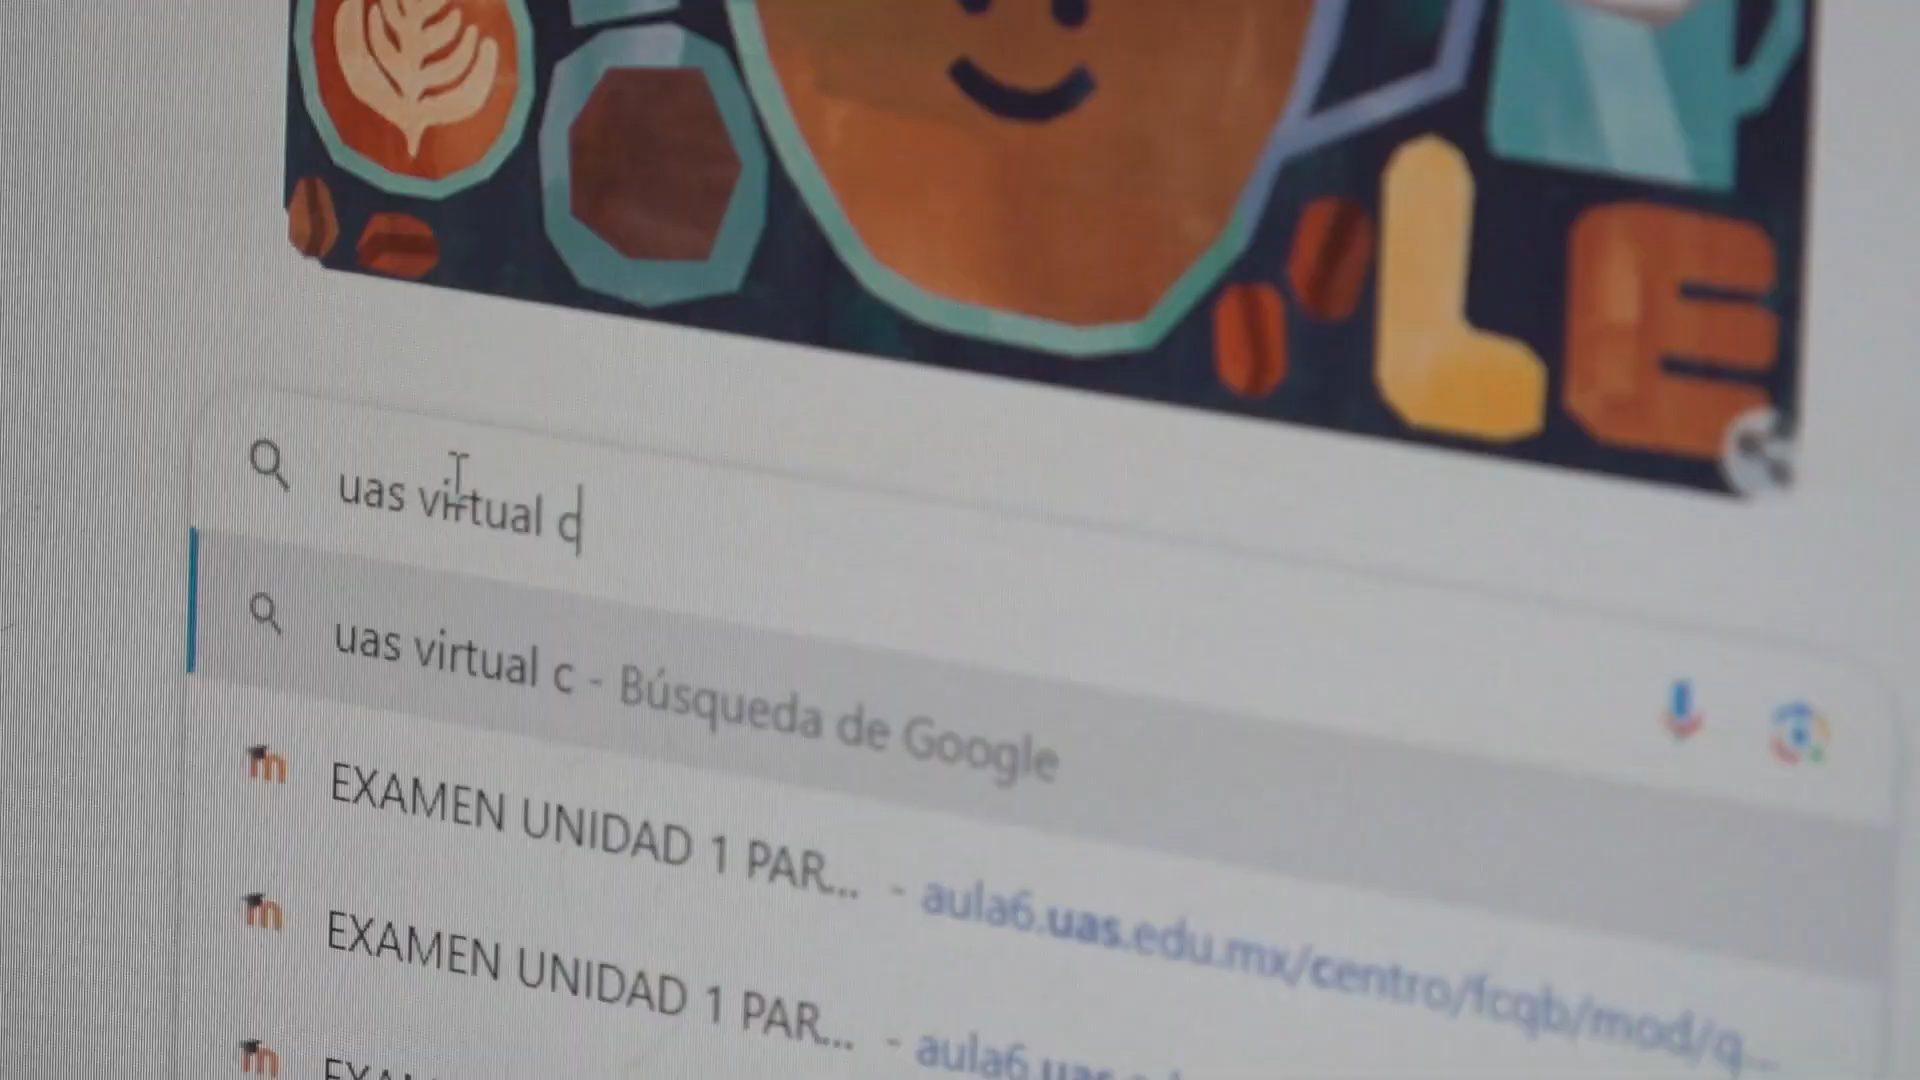 LE
uas virtual c
uas virtual c - Búsqueda de Google
EXAMEN UNIDAD 1 PAR... - aula6.uas.edu.mx/centro/fcqb/mod/q...
EXAMEN UNIDAD 1 PAR... - aula6.uas